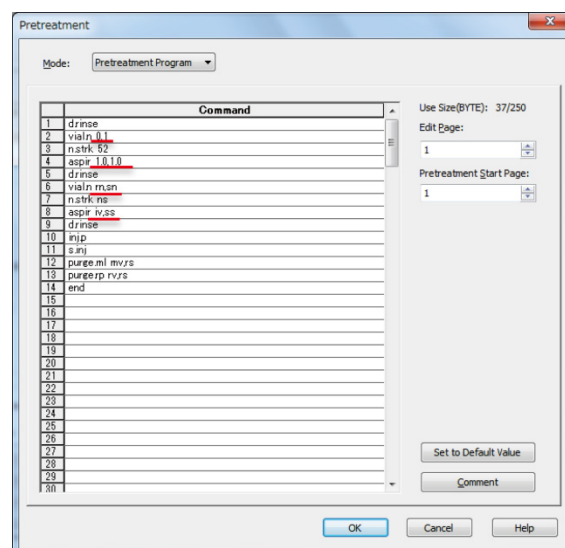 Pretreatment
Mode: Pretreatment Program
Command
1 d.rinse
2 vial.n 0,1
3 n.strk 52
4 aspir 1.0,1.0
5 d.rinse
6 vial.n rn,sn
7 n.strk ns
8 aspir iv,ss
9 d.rinse
10 inj.p
11 s.inj
12 purge.ml mv,rs
13 purge.rp rv,rs
14 end
15
16
17
18
19
20
21
22
23
24
25
26
27
28
29
30
Use Size(BYTE): 37/250
Edit Page:
1
Pretreatment Start Page:
1
Set to Default Value
Comment
OK Cancel Help